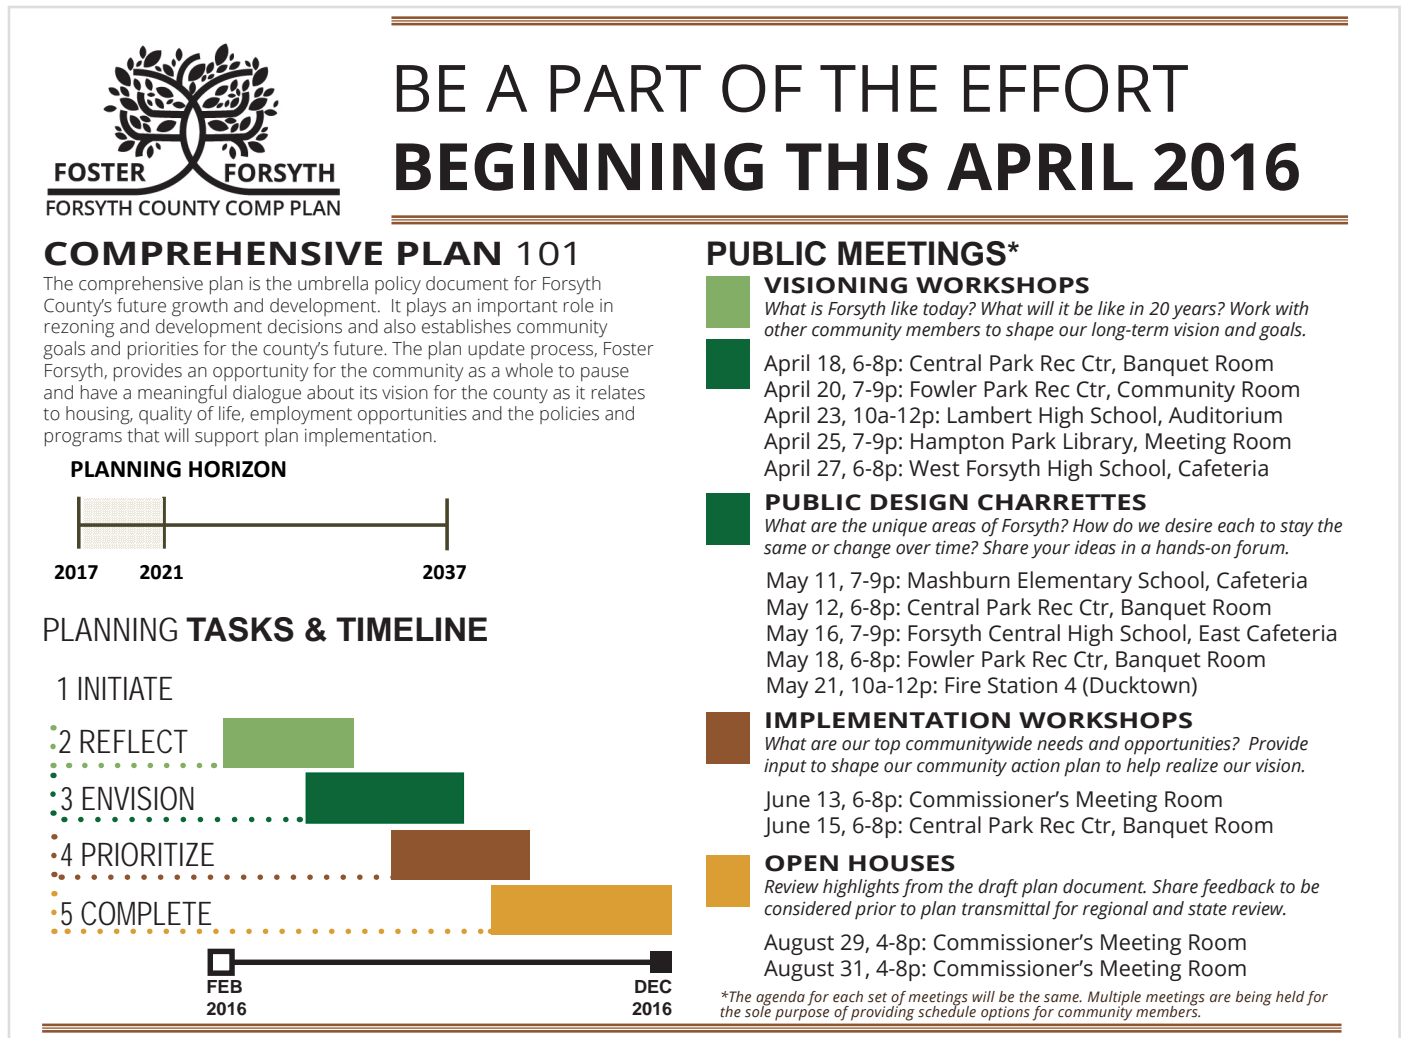 FOSTER FORSYTH
FORSYTH COUNTY COMP PLAN
BE A PART OF THE EFFORT
BEGINNING THIS APRIL 2016
COMPREHENSIVE PLAN 101
The comprehensive plan is the umbrella policy document for Forsyth
County's future growth and development.  It plays an important role in
rezoning and development decisions and also establishes community
goals and priorities for the county's future. The plan update process, Foster
Forsyth, provides an opportunity for the community as a whole to pause
and have a meaningful dialogue about its vision for the county as it relates
to housing, quality of life, employment opportunities and the policies and
programs that will support plan implementation.
PLANNING HORIZON
2017 2021 2037
PLANNING TASKS & TIMELINE
1 INITIATE
2 REFLECT
3 ENVISION
4 PRIORITIZE
5 COMPLETE
FEB
2016
DEC
2016
PUBLIC MEETINGS*
VISIONING WORKSHOPS
What is Forsyth like today? What will it be like in 20 years? Work with
other community members to shape our long-term vision and goals.
April 18, 6-8p: Central Park Rec Ctr, Banquet Room
April 20, 7-9p: Fowler Park Rec Ctr, Community Room
April 23, 10a-12p: Lambert High School, Auditorium
April 25, 7-9p: Hampton Park Library, Meeting Room
April 27, 6-8p: West Forsyth High School, Cafeteria
PUBLIC DESIGN CHARRETTES
What are the unique areas of Forsyth? How do we desire each to stay the
same or change over time? Share your ideas in a hands-on forum.
May 11, 7-9p: Mashburn Elementary School, Cafeteria
May 12, 6-8p: Central Park Rec Ctr, Banquet Room
May 16, 7-9p: Forsyth Central High School, East Cafeteria
May 18, 6-8p: Fowler Park Rec Ctr, Banquet Room
May 21, 10a-12p: Fire Station 4 (Ducktown)
IMPLEMENTATION WORKSHOPS
What are our top communitywide needs and opportunities?  Provide
input to shape our community action plan to help realize our vision.
June 13, 6-8p: Commissioner's Meeting Room
June 15, 6-8p: Central Park Rec Ctr, Banquet Room
OPEN HOUSES
Review highlights from the draft plan document. Share feedback to be
considered prior to plan transmittal for regional and state review.
August 29, 4-8p: Commissioner's Meeting Room
August 31, 4-8p: Commissioner's Meeting Room
*The agenda for each set of meetings will be the same. Multiple meetings are being held for
the sole purpose of providing schedule options for community members.